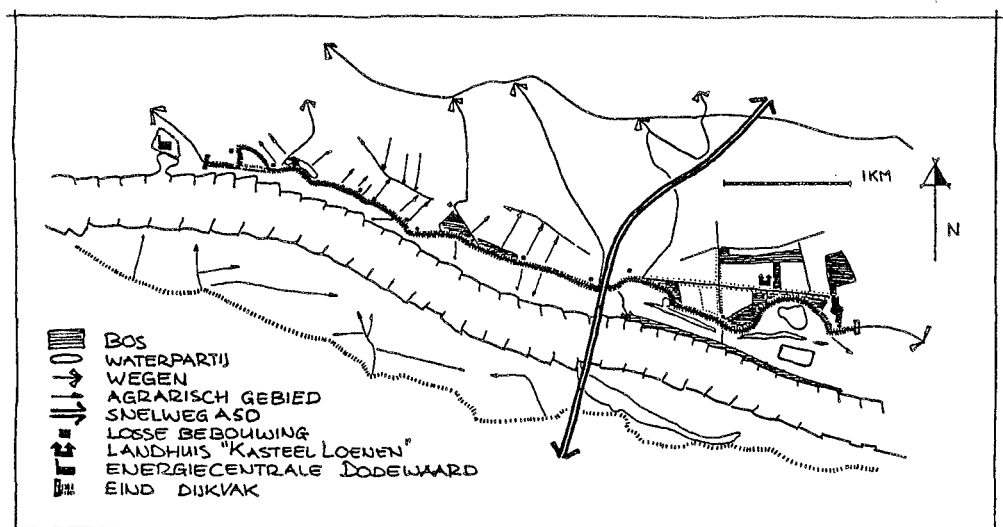 1KM
N
BOS
WATERPARTIJ
WEGEN
AGRARISCH GEBIED
SNELWEG A50
LOSSE BEBOUWING
LANDHUIS "KASTEEL LOENEN"
ENERGIECENTRALE DODEWAARD
EIND DIJKVAK